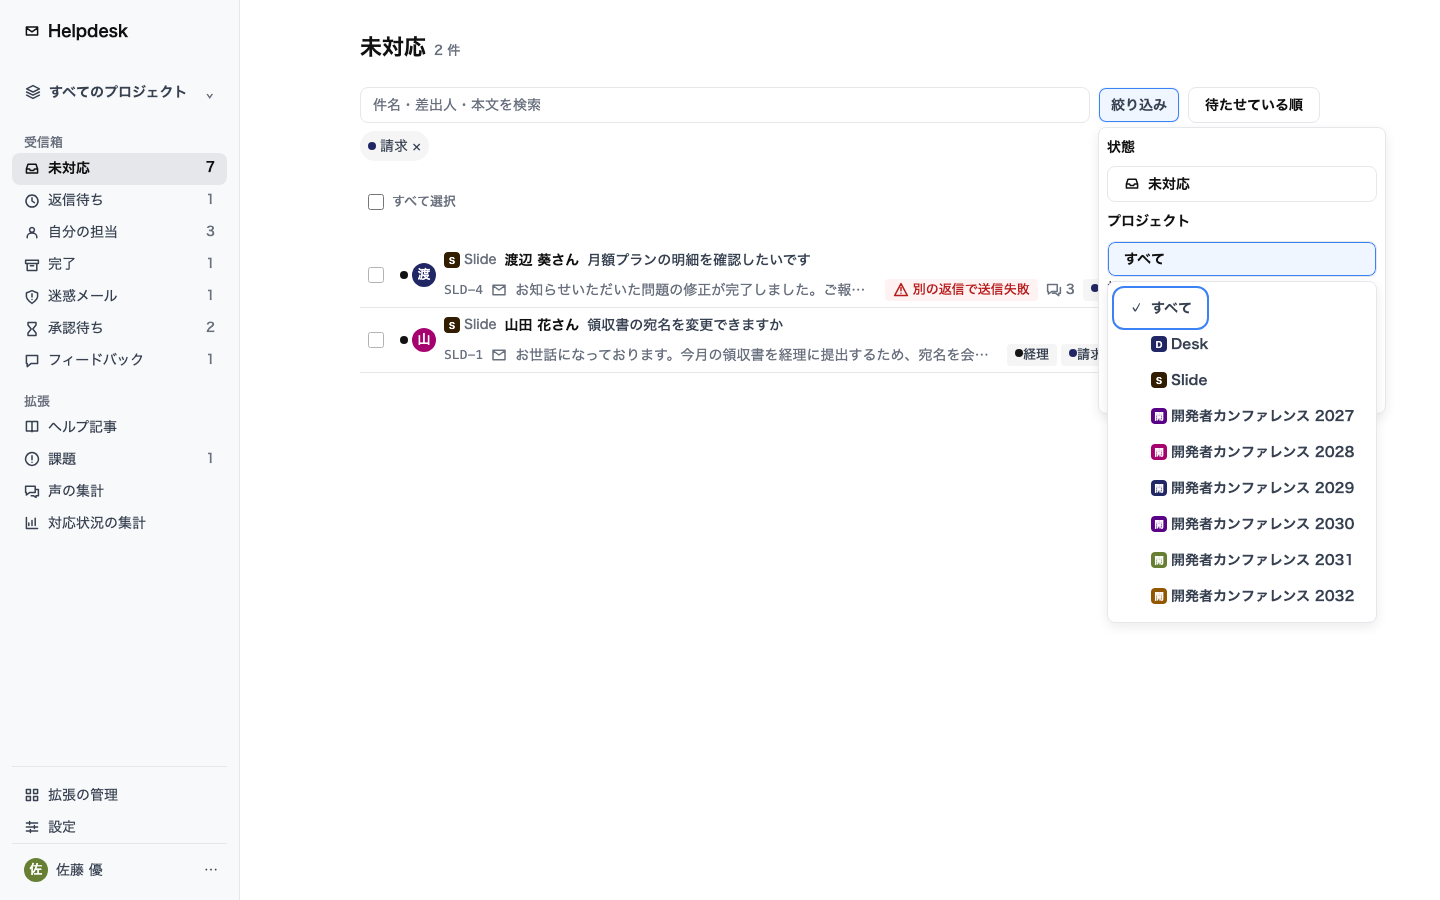 Helpdesk
すべてのプロジェクト
受信箱
未対応 7
返信待ち 1
自分の担当 3
完了 1
迷惑メール 1
承認待ち 2
フィードバック 1
拡張
ヘルプ記事
課題 1
声の集計
対応状況の集計
拡張の管理
設定
佐 佐藤 優 …
未対応 2 件
件名・差出人・本文を検索 絞り込み 待たせている順
請求 ×
すべて選択
渡 S Slide 渡辺 葵さん 月額プランの明細を確認したいです
SLD-4 お知らせいただいた問題の修正が完了しました。ご報… 別の返信で送信失敗 3
山 S Slide 山田 花さん 領収書の宛名を変更できますか
SLD-1 お世話になっております。今月の領収書を経理に提出するため、宛名を会… 経理 請求
状態
未対応
プロジェクト
すべて
✓ すべて
D Desk
S Slide
開 開発者カンファレンス 2027
開 開発者カンファレンス 2028
開 開発者カンファレンス 2029
開 開発者カンファレンス 2030
開 開発者カンファレンス 2031
開 開発者カンファレンス 2032